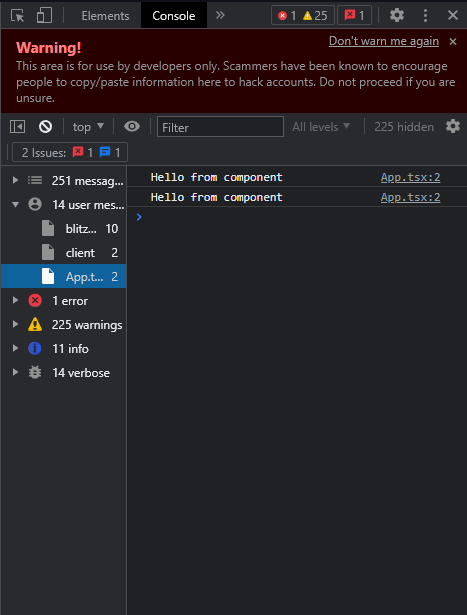 Elements Console » 1 25 1
Warning! Don't warn me again ×
This area is for use by developers only. Scammers have been known to encourage
people to copy/paste information here to hack accounts. Do not proceed if you are
unsure.
top Filter All levels 225 hidden
2 Issues: 1 1
251 messag...
14 user mes...
blitz... 10
client 2
App.t... 2
1 error
225 warnings
11 info
14 verbose
Hello from component App.tsx:2
Hello from component App.tsx:2